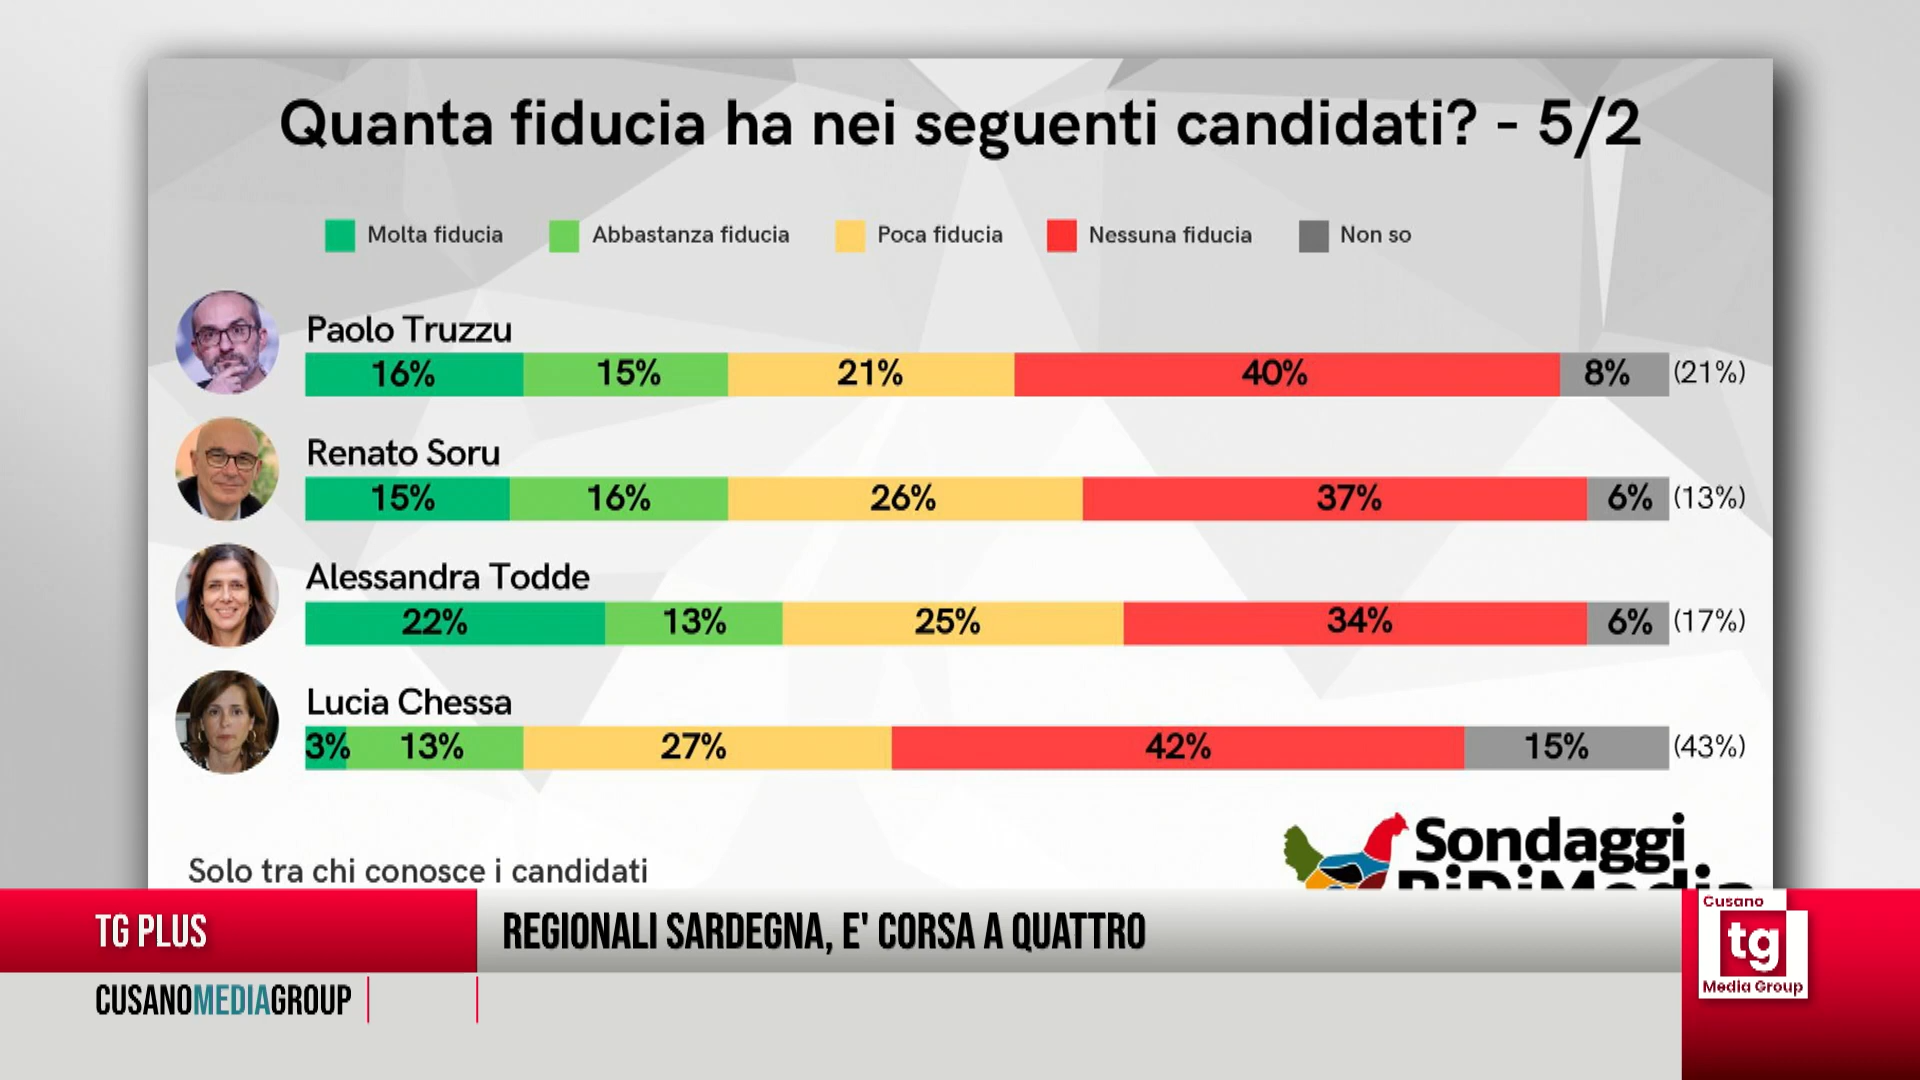 Quanta fiducia ha nei seguenti candidati? - 5/2
Molta fiducia Abbastanza fiducia Poca fiducia Nessuna fiducia Non so
Paolo Truzzu
16% 15% 21% 40% 8% (21%)
Renato Soru
15% 16% 26% 37% 6% (13%)
Alessandra Todde
22% 13% 25% 34% 6% (17%)
Lucia Chessa
3% 13% 27% 42% 15% (43%)
Solo tra chi conosce i candidati
Sondaggi
BiDiMedia
TG PLUS
REGIONALI SARDEGNA, E' CORSA A QUATTRO
CUSANOMEDIAGROUP
Cusano
tg
Media Group